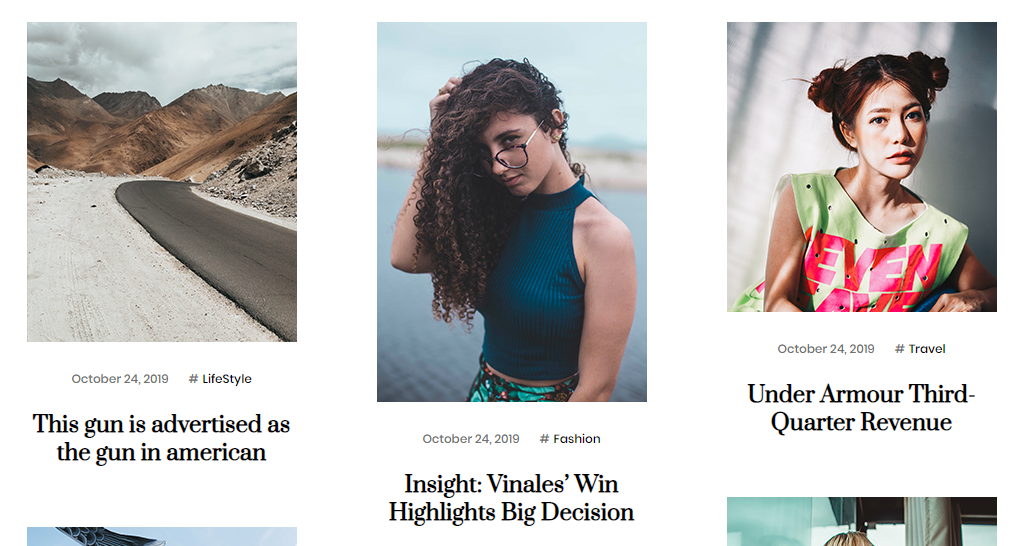 October 24, 2019 # LifeStyle
This gun is advertised as
the gun in american
October 24, 2019 # Fashion
Insight: Vinales’ Win
Highlights Big Decision
EVEN
October 24, 2019 # Travel
Under Armour Third-
Quarter Revenue